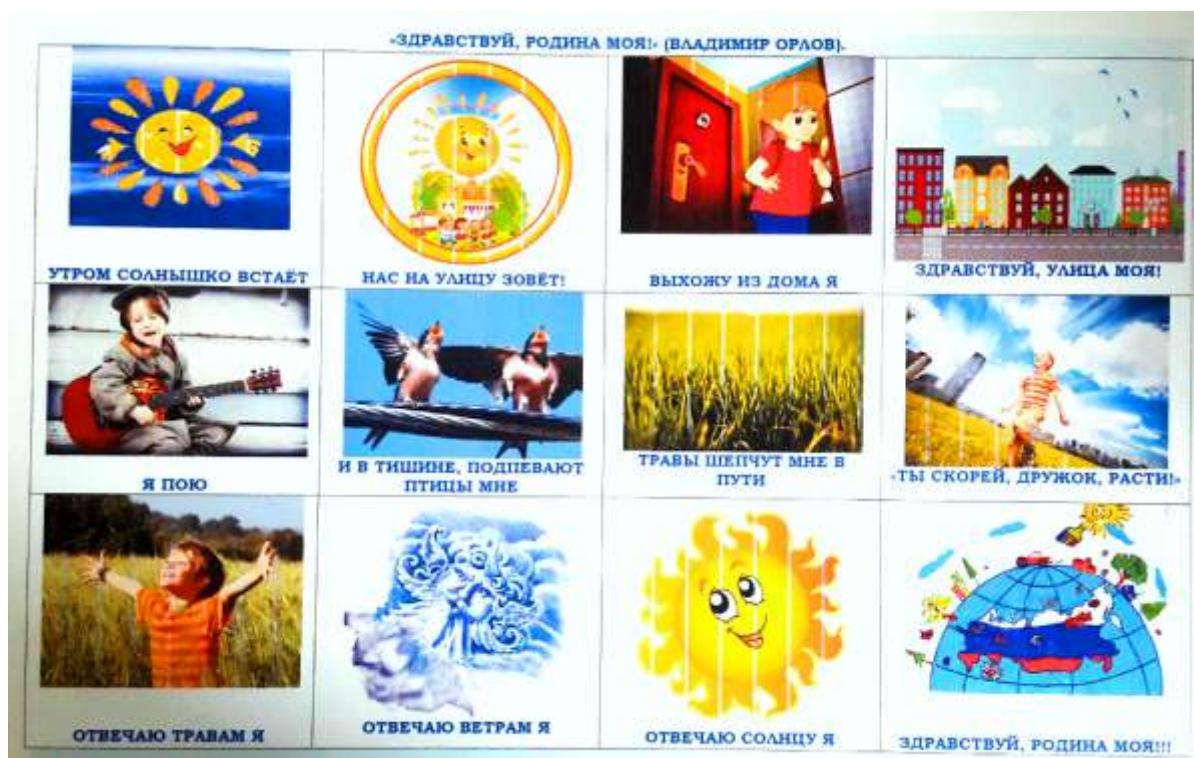 «ЗДРАВСТВУЙ, РОДИНА МОЯ!» (ВЛАДИМИР ОРЛОВ).
УТРОМ СОЛНЫШКО ВСТАЁТ
НАС НА УЛИЦУ ЗОВЁТ!
ВЫХОЖУ ИЗ ДОМА Я
ЗДРАВСТВУЙ, УЛИЦА МОЯ!
Я ПОЮ
И В ТИШИНЕ, ПОДПЕВАЮТ
ПТИЦЫ МНЕ
ТРАВЫ ШЕПЧУТ МНЕ В
ПУТИ
«ТЫ СКОРЕЙ, ДРУЖОК, РАСТИ!»
ОТВЕЧАЮ ТРАВАМ Я
ОТВЕЧАЮ ВЕТРАМ Я
ОТВЕЧАЮ СОЛНЦУ Я
ЗДРАВСТВУЙ, РОДИНА МОЯ!!!